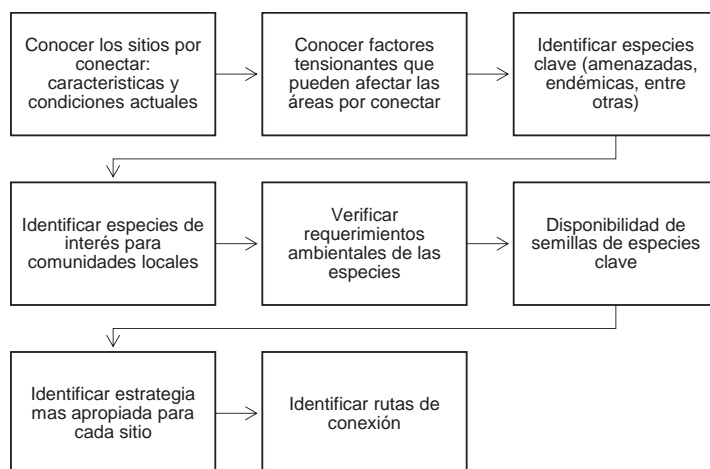 Conocer los sitios por
conectar:
caracteristicas y
condiciones actuales
Conocer factores
tensionantes que
pueden afectar las
áreas por conectar
Identificar especies
clave (amenazadas,
endémicas, entre
otras)
Identificar especies de
interés para
comunidades locales
Verificar
requerimientos
ambientales de las
especies
Disponibilidad de
semillas de especies
clave
Identificar estrategia
mas apropiada para
cada sitio
Identificar rutas de
conexión